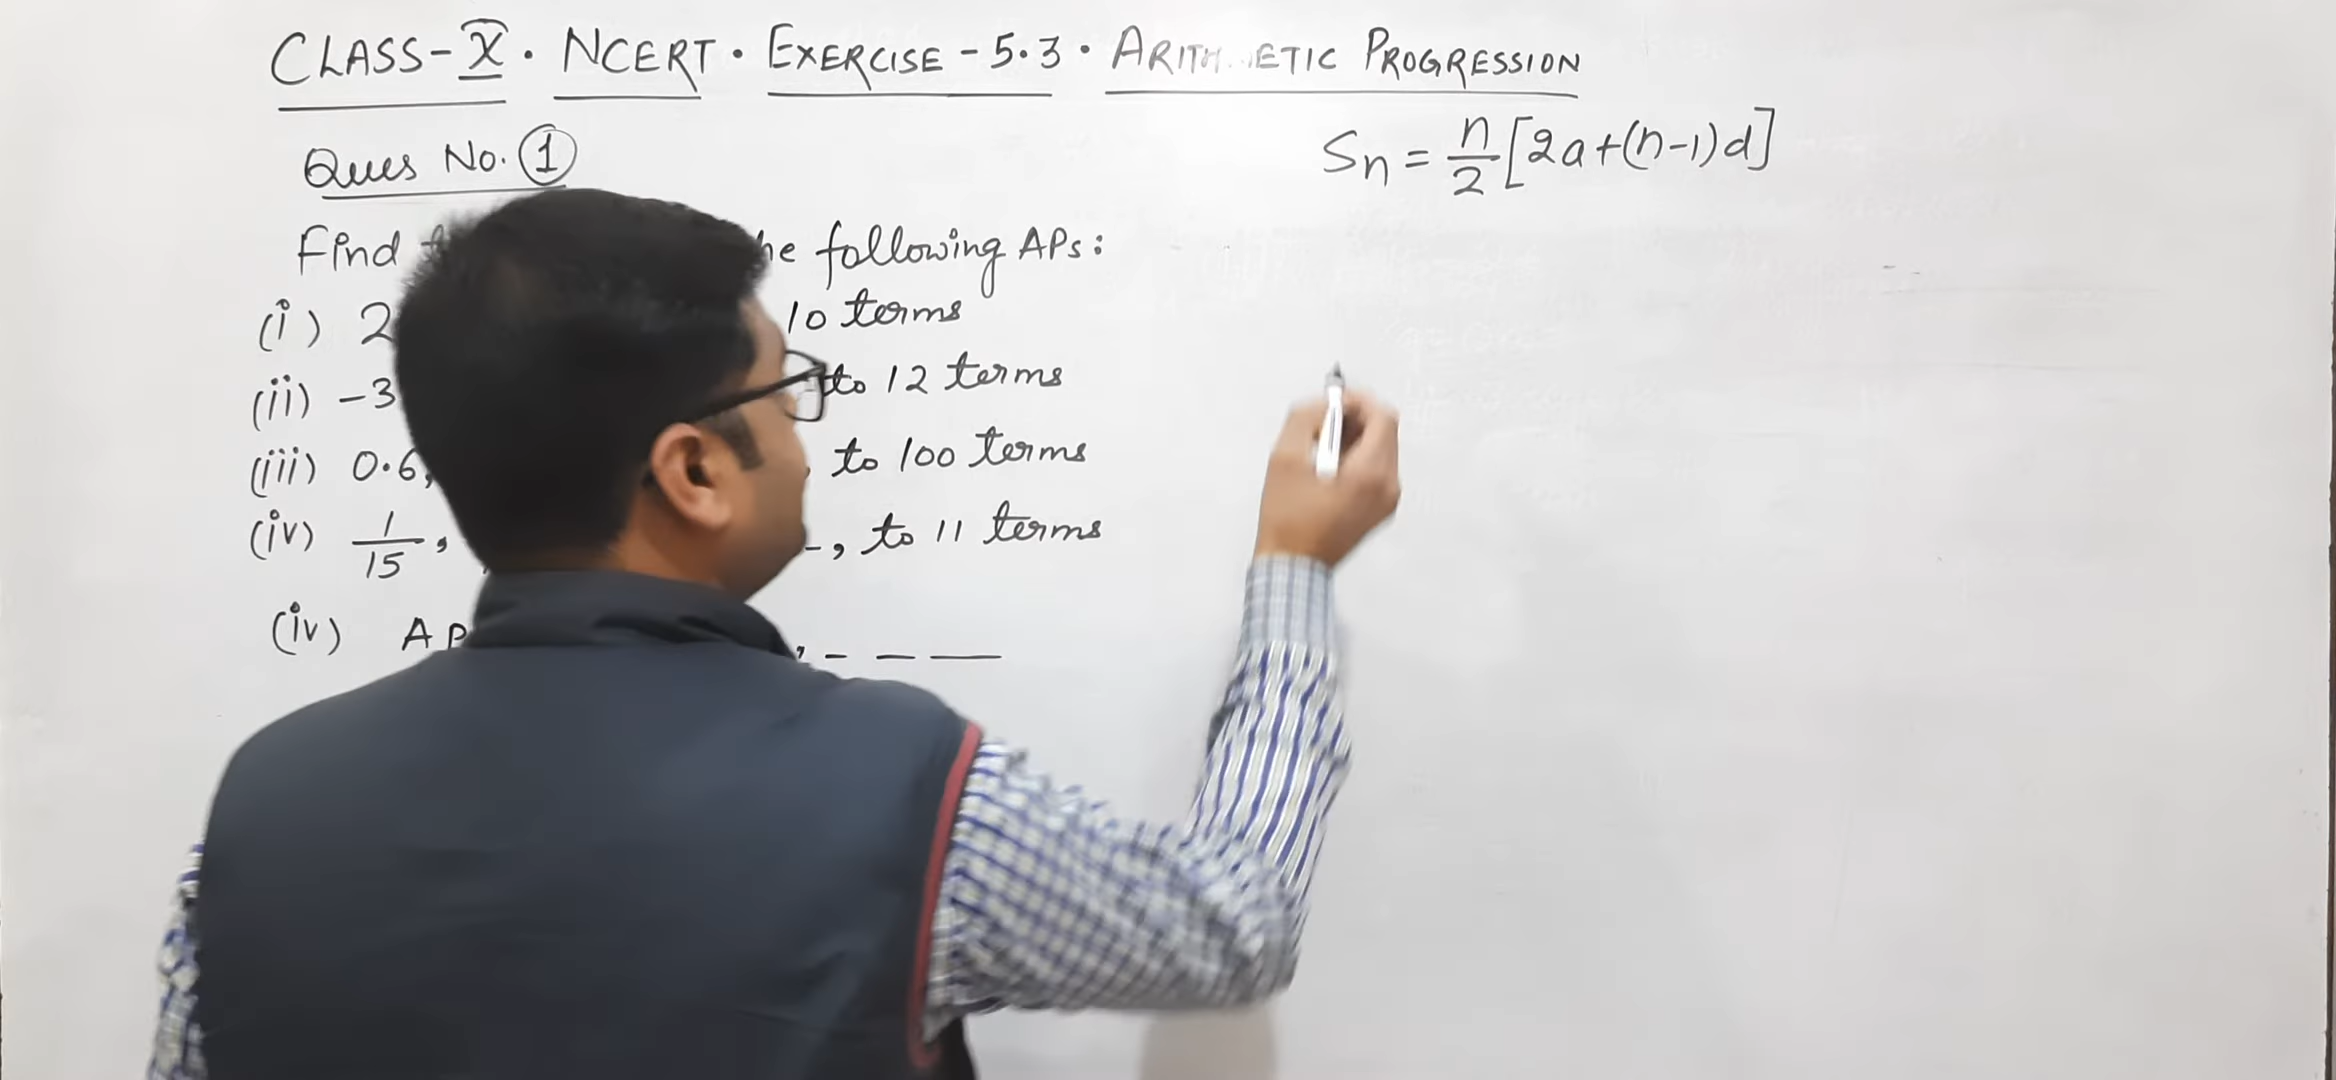 CLASS-X · NCERT · EXERCISE-5.3 · ARITH ETIC PROGRESSION
Ques No. 1
Sn = n/2 [2a+(n-1)d]
Find following APs:
(i) 2 10 terms
(ii) -3 to 12 terms
(iii) 0.6, to 100 terms
(iv) 1/15, -, to 11 terms
(iv) AP , - - —